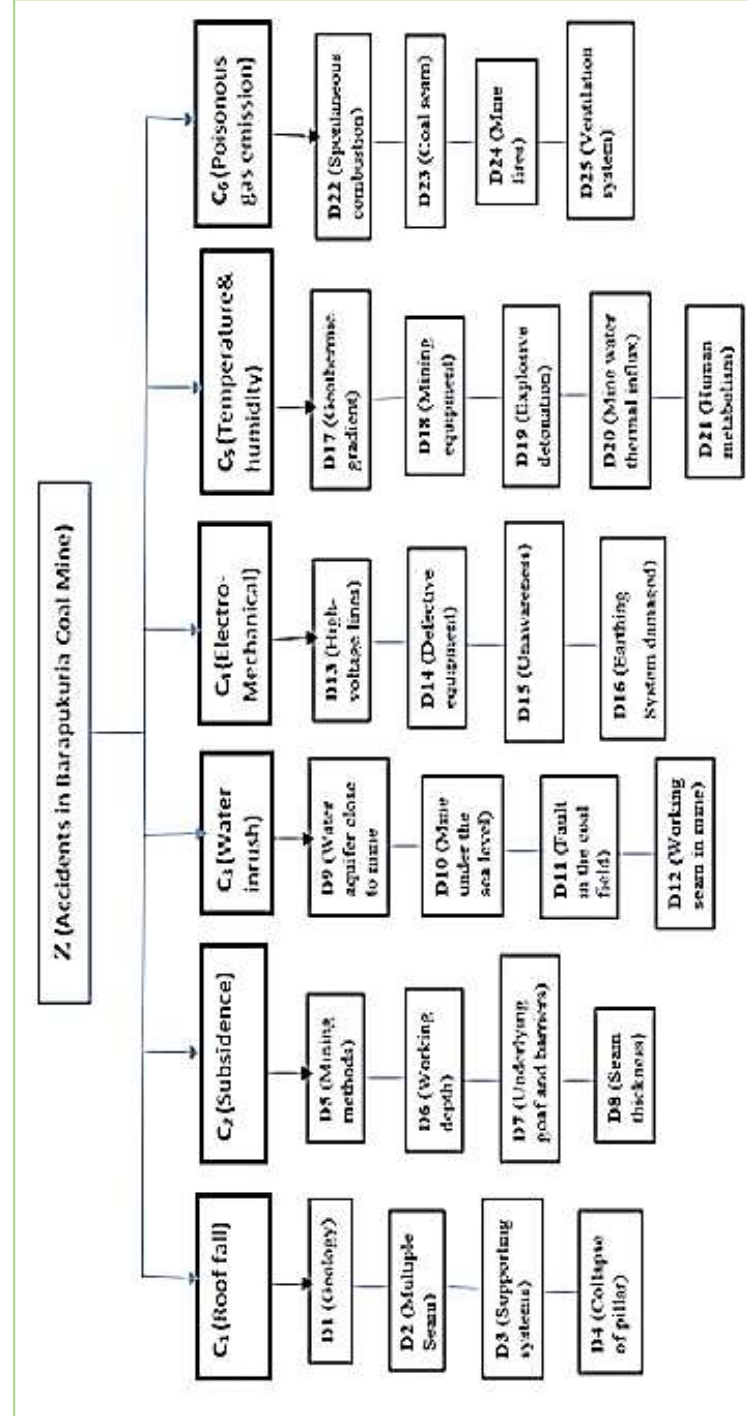 Z (Accidents in Barapukuria Coal Mine)
C₁ (Roof fall)
D1 (Geology)
D2 (Multiple
Seam)
D3 (Supporting
systems)
D4 (Collapse
of pillar)
C₂ (Subsidence)
D5 (Mining
methods)
D6 (Working
depth)
D7 (Underlying
goaf and barriers)
D8 (Seam
thickness)
C₃ (Water
inrush)
D9 (Water
aquifer close
to mine)
D10 (Mine
under the
sea level)
D11 (Fault
in the coal
field)
D12 (Working
seam in mine)
C₄ (Electro-
Mechanical)
D13 (High-
voltage lines)
D14 (Defective
equipment)
D15 (Unawareness)
D16 (Earthing
System damaged)
C₅ (Temperature&
humidity)
D17 (Geothermic
gradient)
D18 (Mining
equipment)
D19 (Explosive
detonation)
D20 (Mine water
thermal influx)
D21 (Human
metabolism)
C₆ (Poisonous
gas emission)
D22 (Spontaneous
combustion)
D23 (Coal seam)
D24 (Mine
fires)
D25 (Ventilation
system)